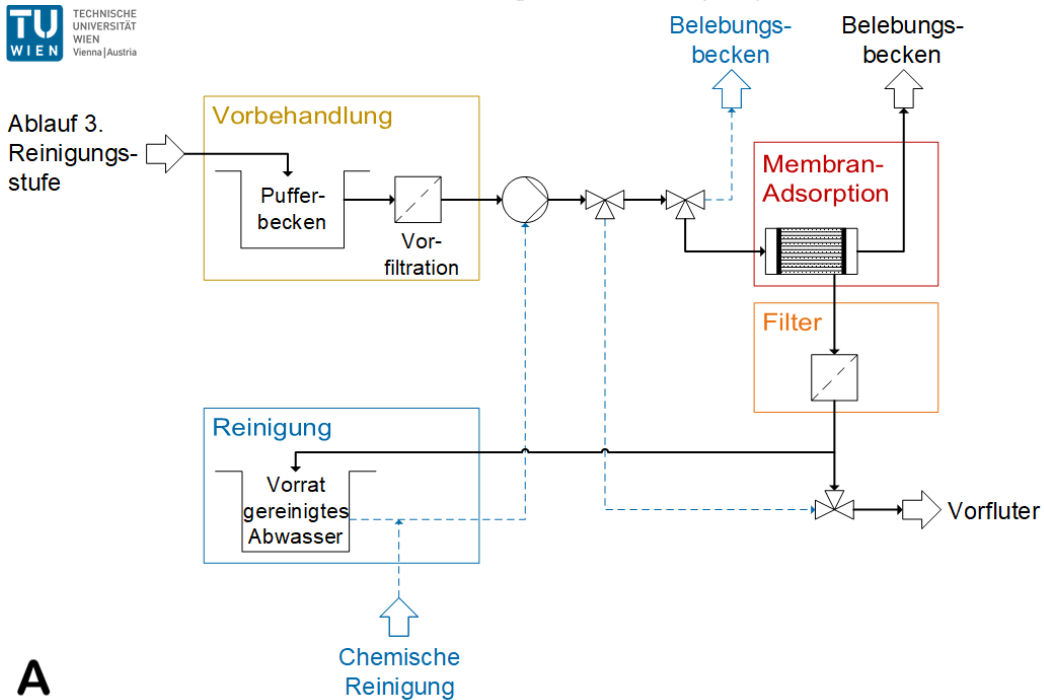 TU
WIEN
TECHNISCHE
UNIVERSITÄT
WIEN
Vienna|Austria
Belebungs-
becken
Belebungs-
becken
Ablauf 3.
Reinigungs-
stufe
Vorbehandlung
Puffer-
becken
Vor-
filtration
Membran-
Adsorption
Filter
Reinigung
Vorrat
gereinigtes
Abwasser
Vorfluter
Chemische
Reinigung
A